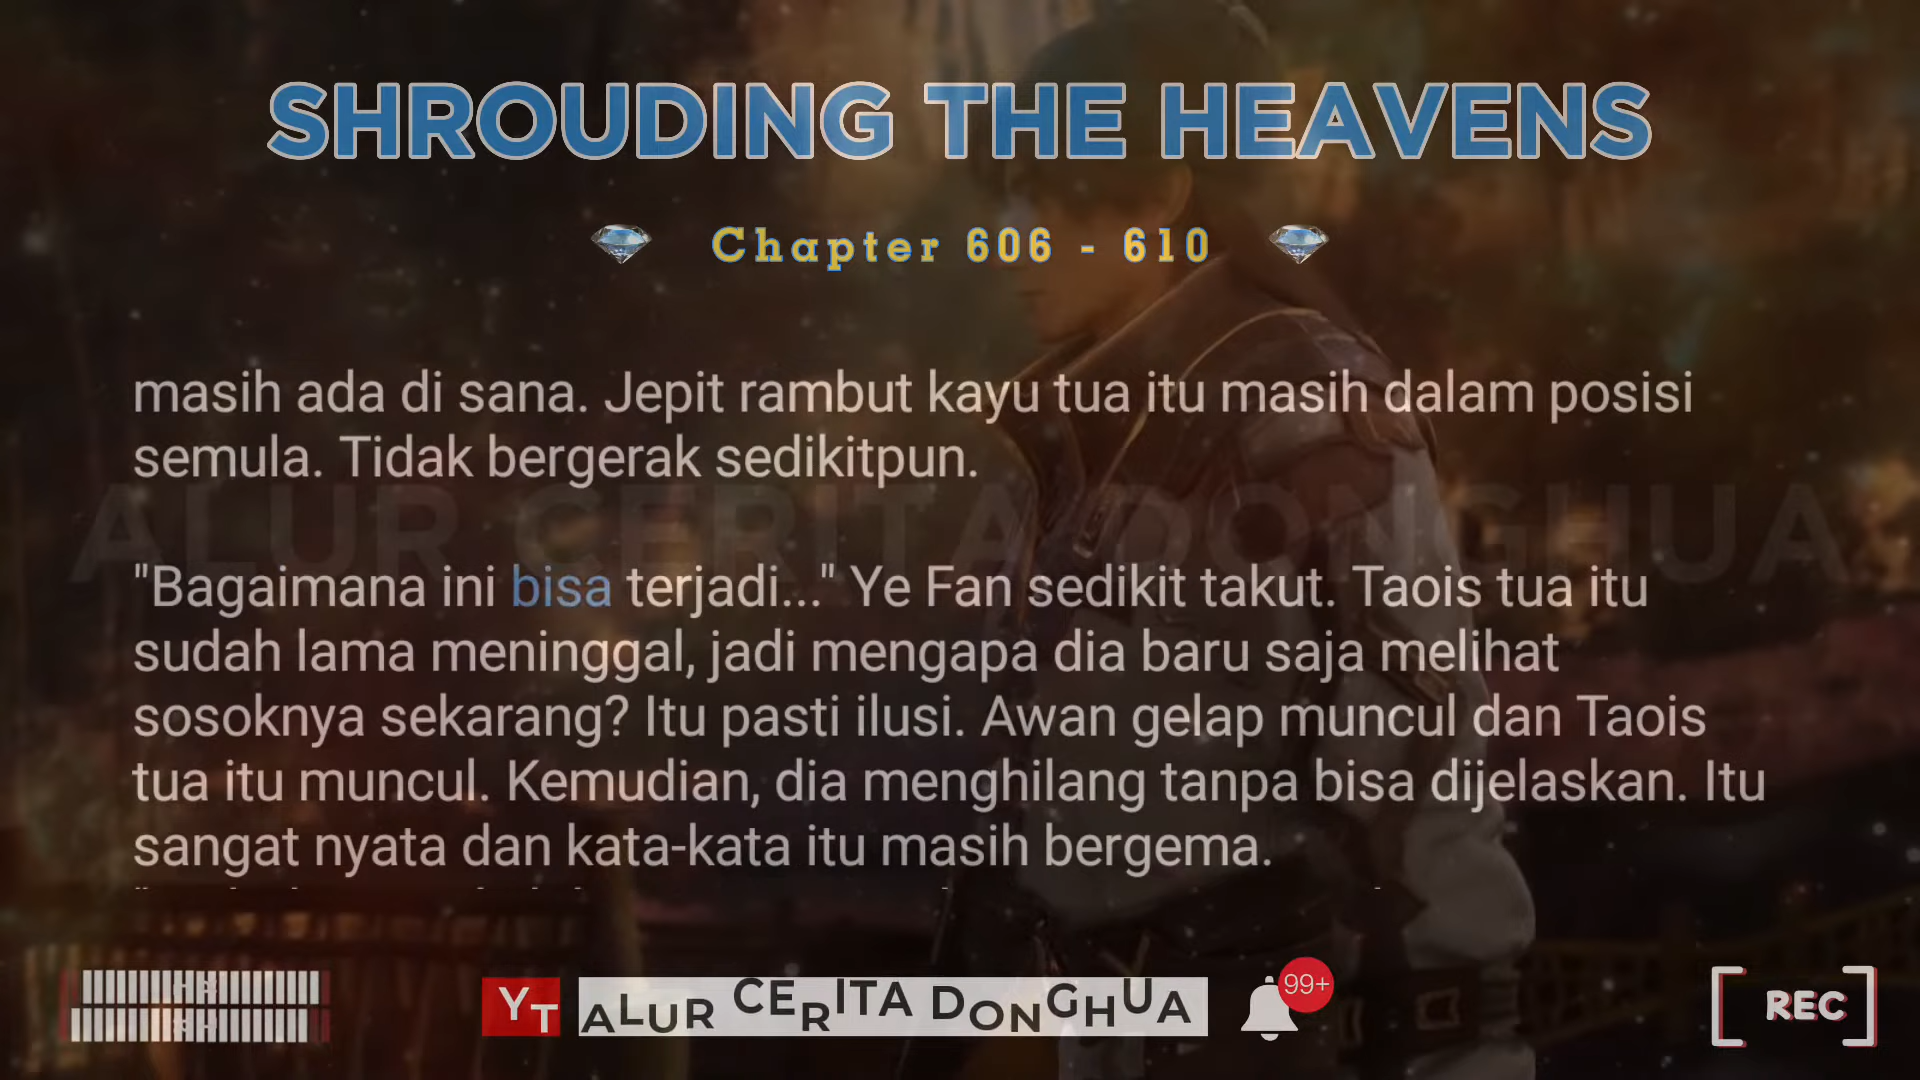 SHROUDING THE HEAVENS
Chapter 606 - 610
masih ada di sana. Jepit rambut kayu tua itu masih dalam posisi
semula. Tidak bergerak sedikitpun.
ALUR CERITA DONGHUA
"Bagaimana ini bisa terjadi..." Ye Fan sedikit takut. Taois tua itu
sudah lama meninggal, jadi mengapa dia baru saja melihat
sosoknya sekarang? Itu pasti ilusi. Awan gelap muncul dan Taois
tua itu muncul. Kemudian, dia menghilang tanpa bisa dijelaskan. Itu
sangat nyata dan kata-kata itu masih bergema.
YT ALUR CERITA DONGHUA
99+
REC